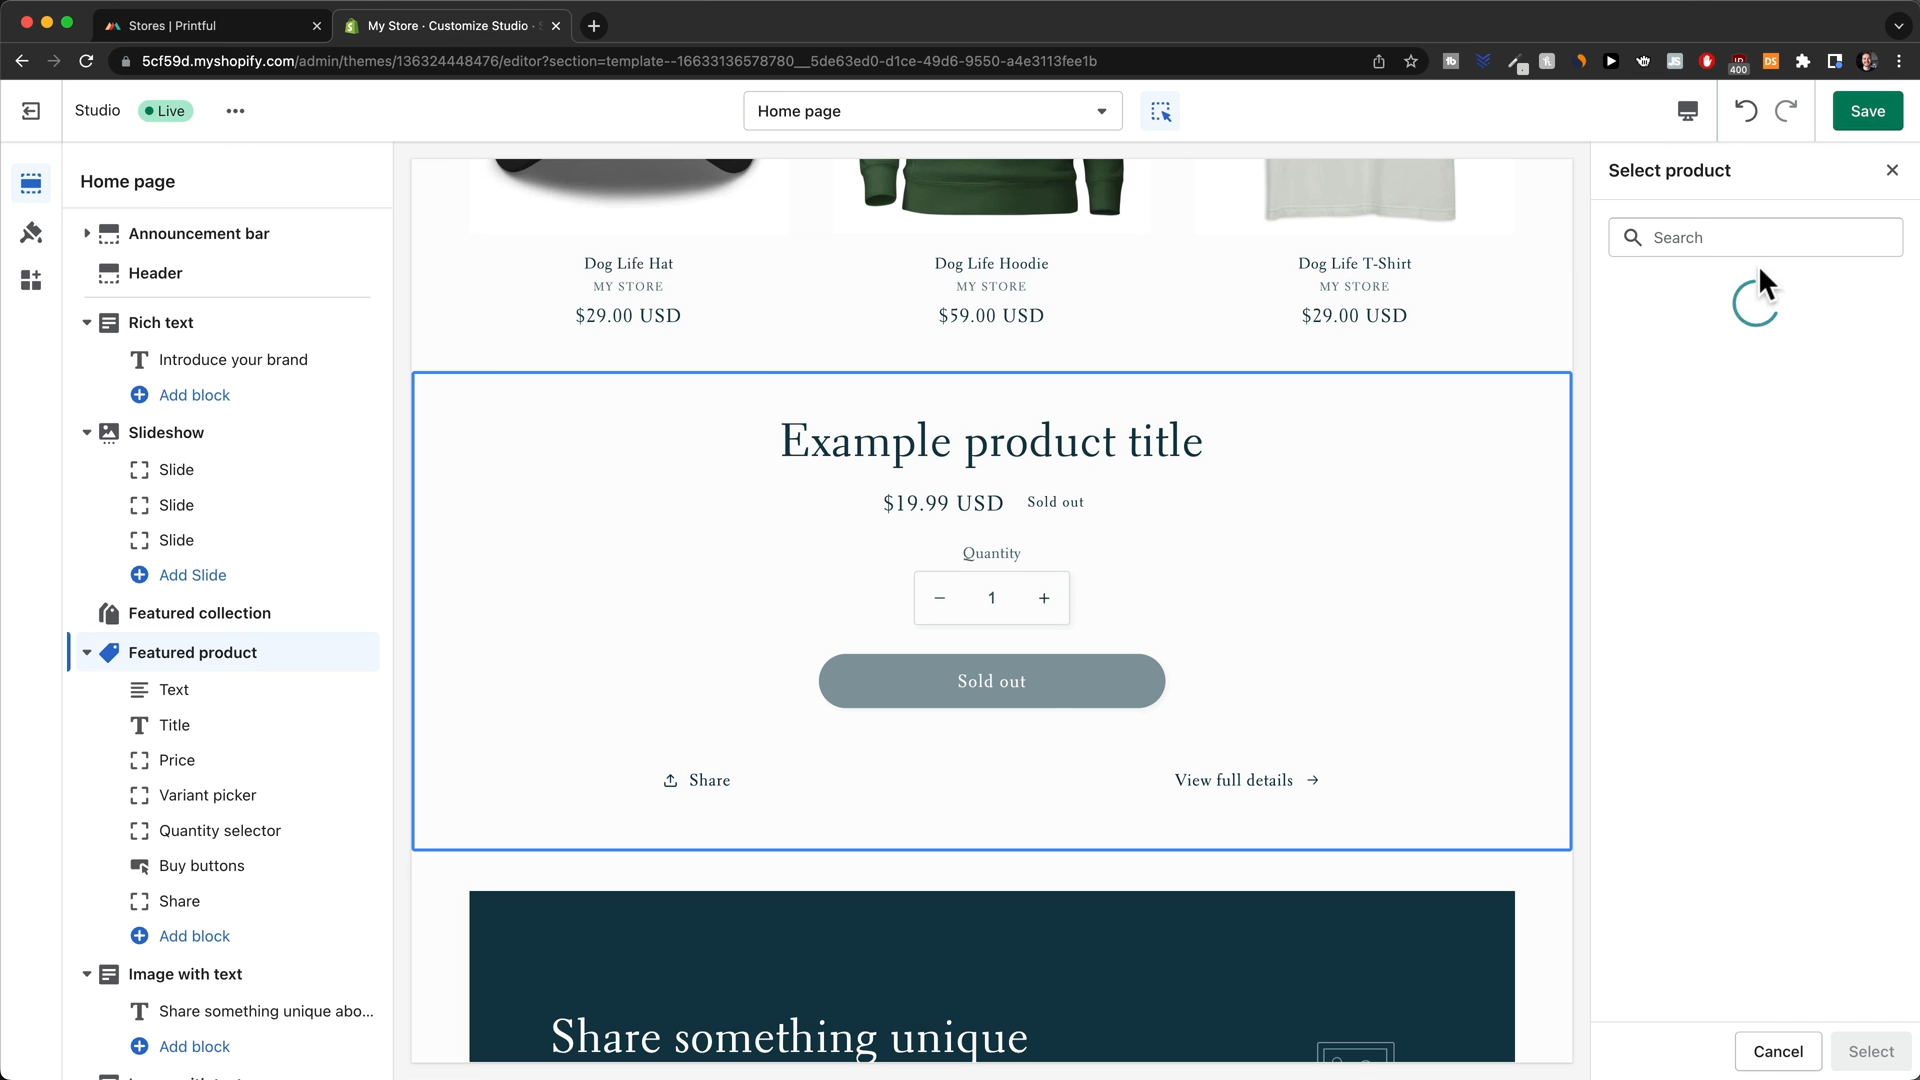 Stores | Printful
My Store · Customize Studio ·
5cf59d.myshopify.com/admin/themes/136324448476/editor?section=template--16633136578780__5de63ed0-d1ce-49d6-9550-a4e3113fee1b
400
DS
JS
tb
Studio
Live
Home page
Save
Home page
Announcement bar
Header
Rich text
Introduce your brand
Add block
Slideshow
Slide
Slide
Slide
Add Slide
Featured collection
Featured product
Text
Title
Price
Variant picker
Quantity selector
Buy buttons
Share
Add block
Image with text
Share something unique abo...
Add block
Dog Life Hat
MY STORE
$29.00 USD
Dog Life Hoodie
MY STORE
$59.00 USD
Dog Life T-Shirt
MY STORE
$29.00 USD
Example product title
$19.99 USD Sold out
Quantity
− 1 +
Sold out
Share
View full details →
Share something unique
Select product
Search
Cancel
Select